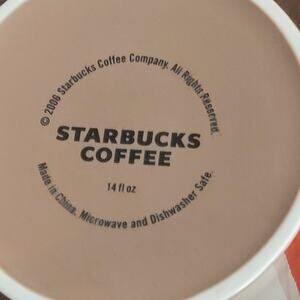 © 2006 Starbucks Coffee Company. All Rights Reserved.
STARBUCKS
COFFEE
14 fl oz
Made in China. Microwave and Dishwasher Safe.